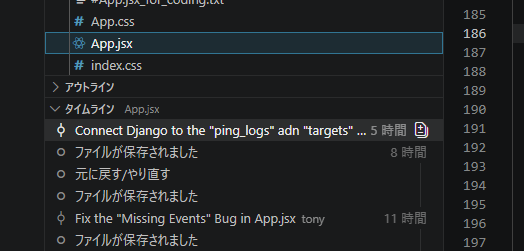 #App.jsx_for_coding.txt
# App.css
App.jsx
# index.css
アウトライン
タイムライン App.jsx
Connect Django to the "ping_logs" adn "targets" ... 5 時間
ファイルが保存されました 8 時間
元に戻す/やり直す
ファイルが保存されました
Fix the "Missing Events" Bug in App.jsx tony 11 時間
ファイルが保存されました
185
186
187
188
189
190
191
192
193
194
195
196
197